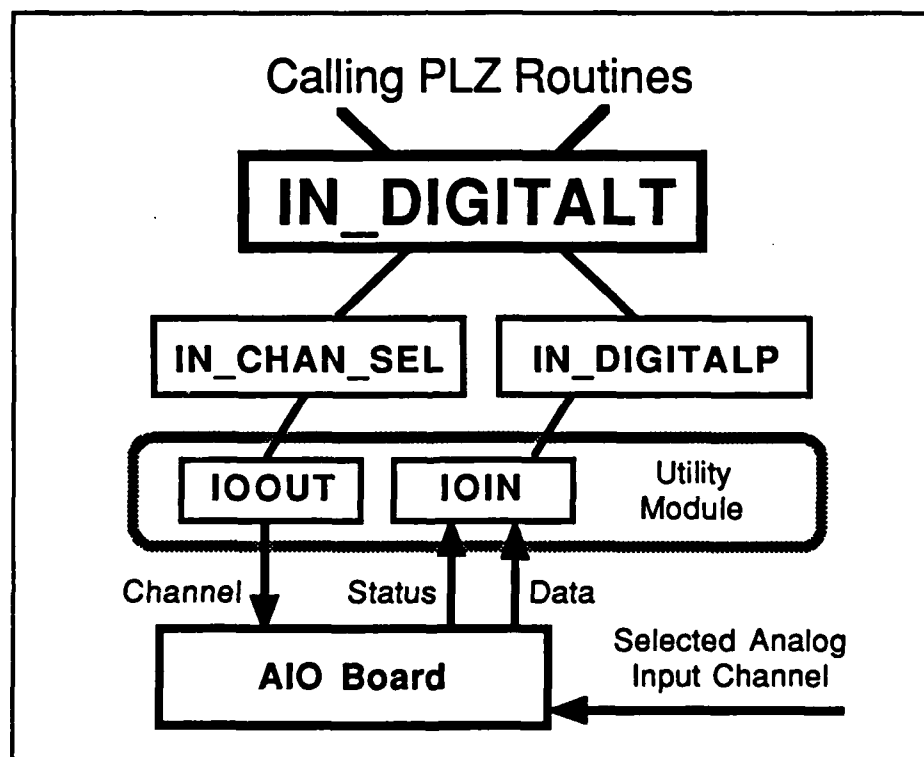 Calling PLZ Routines
IN_DIGITALT
IN_CHAN_SEL
IN_DIGITALP
IOOUT
IOIN
Utility
Module
Channel
Status
Data
AIO Board
Selected Analog
Input Channel